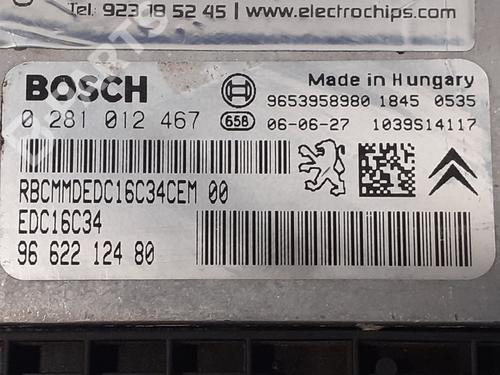 Tel: 923 19 52 45 | www.electrochips.com
BOSCH
Made in Hungary
9653958980 1845 0535
0 281 012 467
658
06-06-27 1039S14117
RBCMMDEDC16C34CEM 00
EDC16C34
96 622 124 80